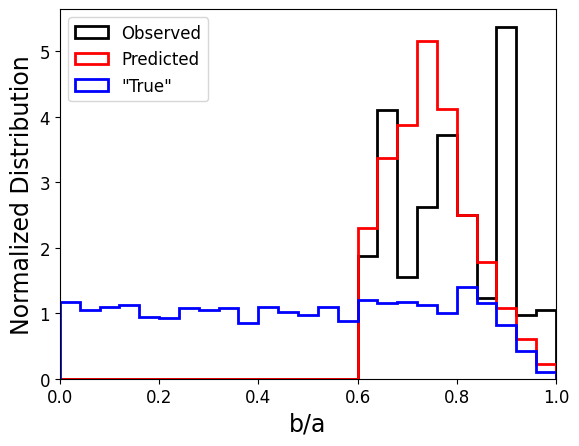 Observed
Predicted
"True"
Normalized Distribution
5
4
3
2
1
0
0.0 0.2 0.4 0.6 0.8 1.0
b/a